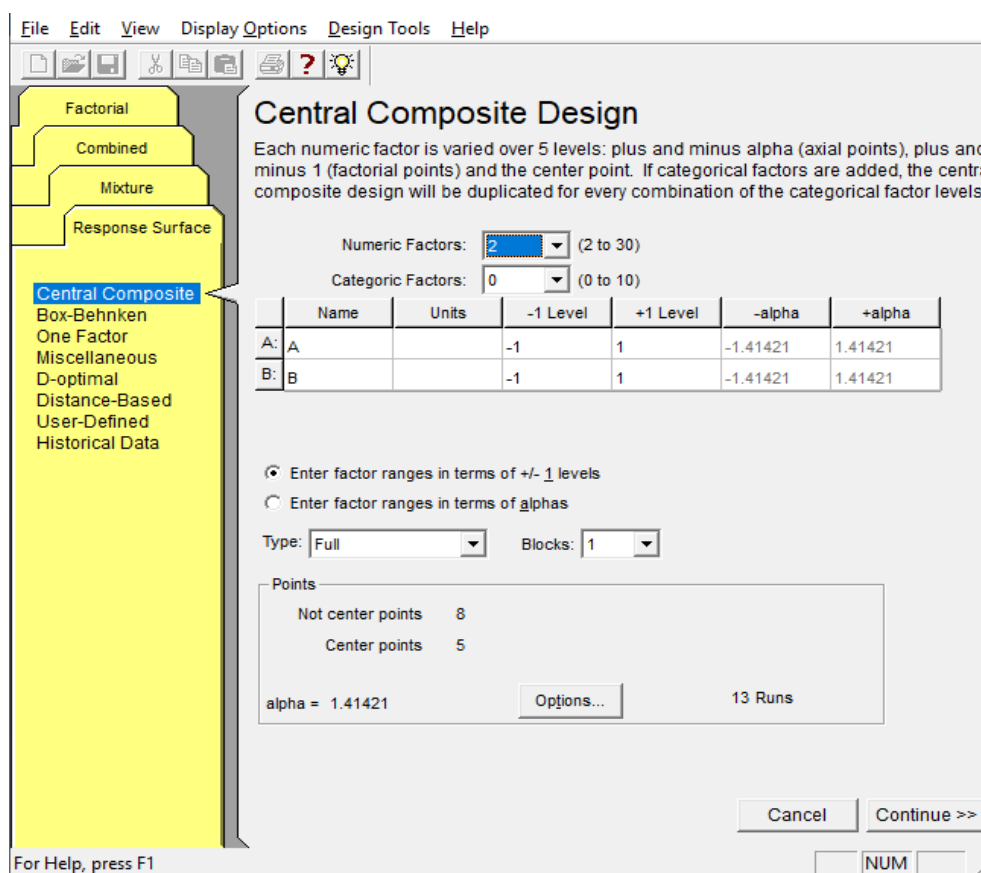 File Edit View Display Options Design Tools Help
Factorial
Combined
Mixture
Response Surface
Central Composite
Box-Behnken
One Factor
Miscellaneous
D-optimal
Distance-Based
User-Defined
Historical Data
Central Composite Design
Each numeric factor is varied over 5 levels: plus and minus alpha (axial points), plus and
minus 1 (factorial points) and the center point. If categorical factors are added, the centra
composite design will be duplicated for every combination of the categorical factor levels
Numeric Factors: 2 (2 to 30)
Categoric Factors: 0 (0 to 10)
Name Units -1 Level +1 Level -alpha +alpha
A: A -1 1 -1.41421 1.41421
B: B -1 1 -1.41421 1.41421
Enter factor ranges in terms of +/- 1 levels
Enter factor ranges in terms of alphas
Type: Full Blocks: 1
Points
Not center points 8
Center points 5
alpha = 1.41421 Options... 13 Runs
Cancel Continue >>
For Help, press F1 NUM